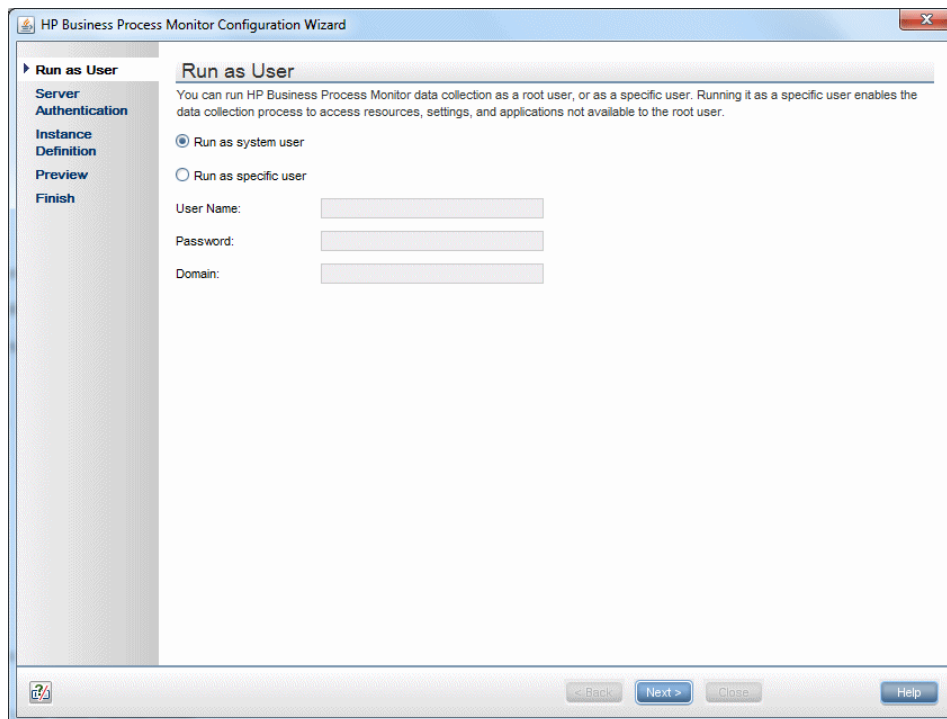 HP Business Process Monitor Configuration Wizard
Run as User
Server
Authentication
Instance
Definition
Preview
Finish
Run as User
You can run HP Business Process Monitor data collection as a root user, or as a specific user. Running it as a specific user enables the
data collection process to access resources, settings, and applications not available to the root user.
Run as system user
Run as specific user
User Name:
Password:
Domain:
< Back
Next >
Close
Help